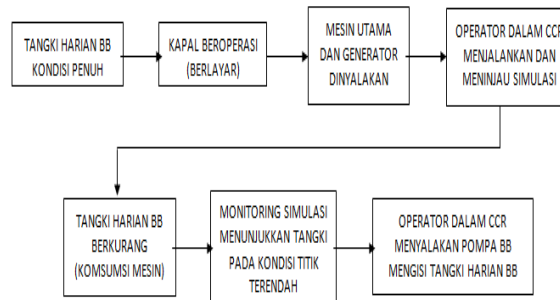 TANGKI HARIAN BB
KONDISI PENUH
KAPAL BEROPERASI
(BERLAYAR)
MESIN UTAMA
DAN GENERATOR
DINYALAKAN
OPERATOR DALAM CCR
MENJALANKAN DAN
MENINJAU SIMULASI
TANGKI HARIAN BB
BERKURANG
(KOMSUMSI MESIN)
MONITORING SIMULASI
MENUNJUKKAN TANGKI
PADA KONDISI TITIK
TERENDAH
OPERATOR DALAM CCR
MENYALAKAN POMPA BB
MENGISI TANGKI HARIAN BB